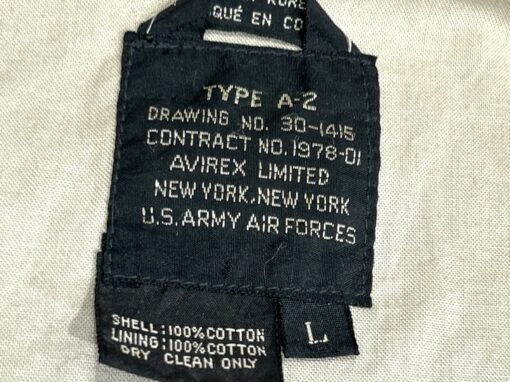 QUÉ EN CO
TYPE A-2
DRAWING NO. 30-1415
CONTRACT NO. 1978-01
AVIREX LIMITED
NEW YORK, NEW YORK
U.S. ARMY AIR FORCES
SHELL: 100% COTTON
LINING: 100% COTTON
DRY CLEAN ONLY
L